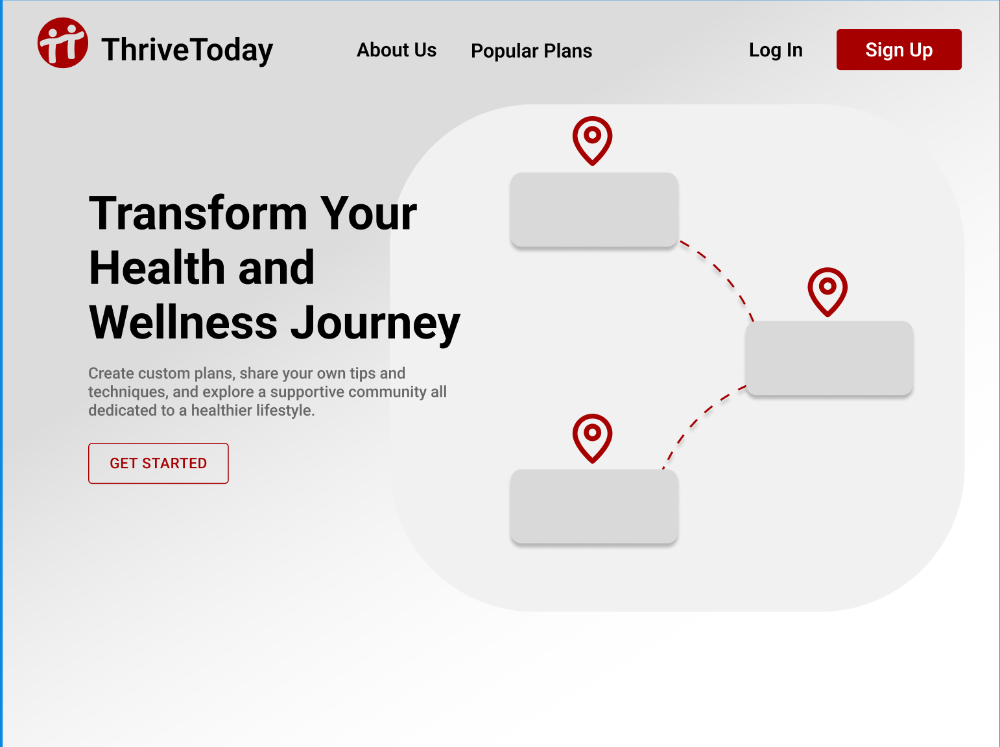 ThriveToday
About Us
Popular Plans
Log In
Sign Up
Transform Your
Health and
Wellness Journey
Create custom plans, share your own tips and
techniques, and explore a supportive community all
dedicated to a healthier lifestyle.
GET STARTED